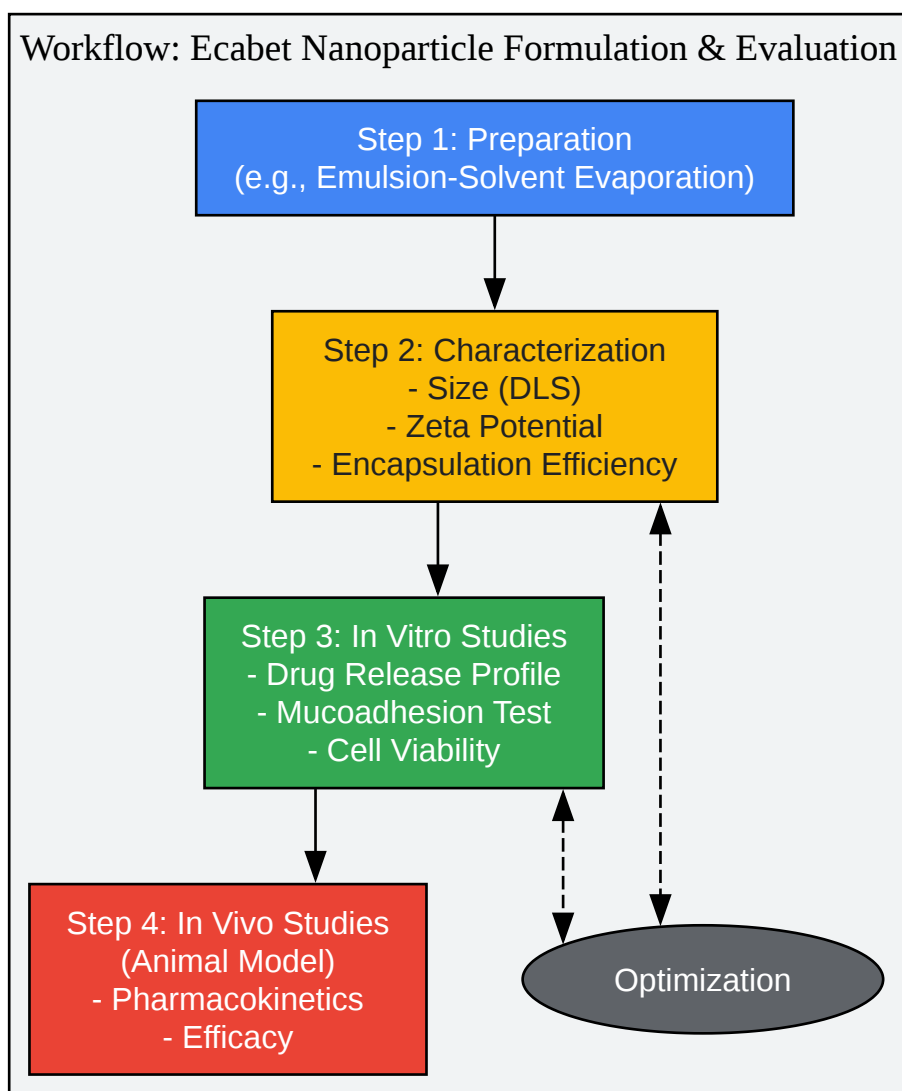 Workflow: Ecabet Nanoparticle Formulation & Evaluation
Step 1: Preparation
(e.g., Emulsion-Solvent Evaporation)
Step 2: Characterization
- Size (DLS)
- Zeta Potential
- Encapsulation Efficiency
Step 3: In Vitro Studies
- Drug Release Profile
- Mucoadhesion Test
- Cell Viability
Step 4: In Vivo Studies
(Animal Model)
- Pharmacokinetics
- Efficacy
Optimization